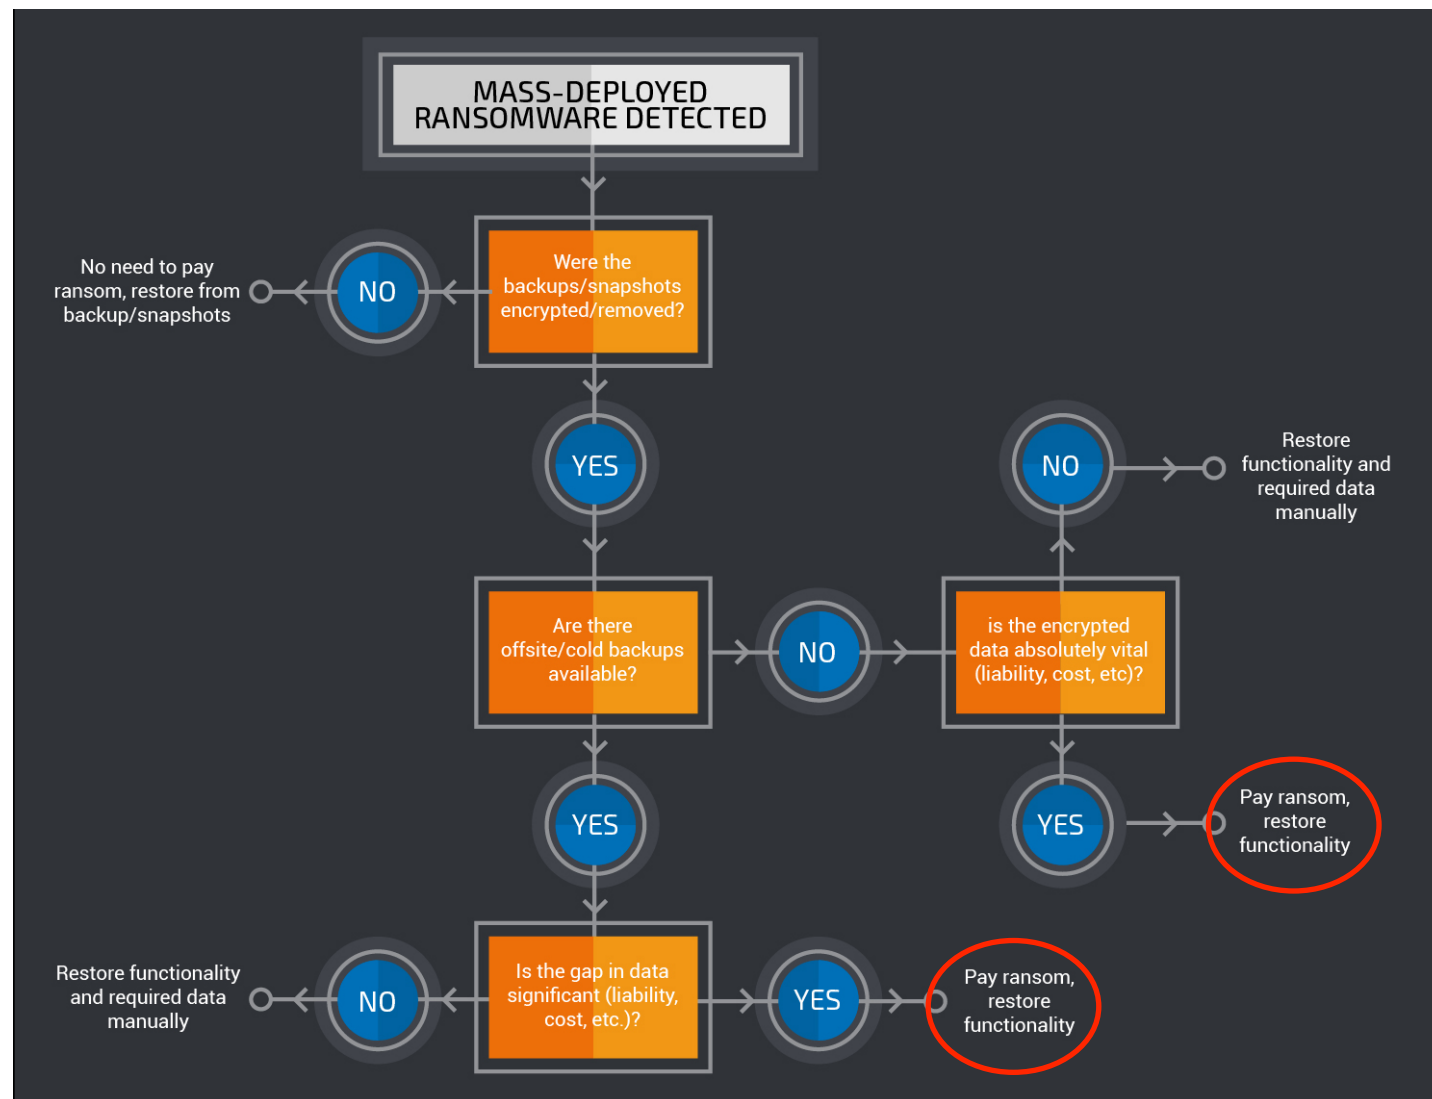 MASS-DEPLOYED
RANSOMWARE DETECTED
No need to pay
ransom, restore from
backup/snapshots
NO
Were the
backups/snapshots
encrypted/removed?
YES
NO
Restore
functionality and
required data
manually
Are there
offsite/cold backups
available?
NO
is the encrypted
data absolutely vital
(liability, cost, etc)?
YES
YES
Pay ransom,
restore
functionality
Restore functionality
and required data
manually
NO
Is the gap in data
significant (liability,
cost, etc.)?
YES
Pay ransom,
restore
functionality